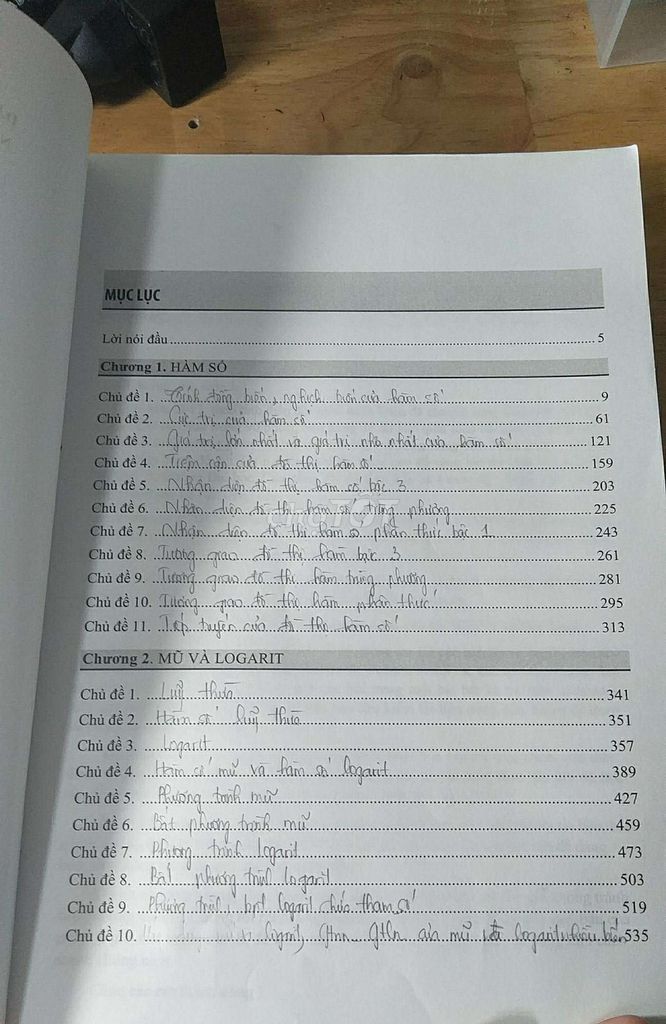 MỤC LỤC
Lời nói đầu 5
Chương 1. HÀM SỐ
Chủ đề 1. Tính đồng biến, nghịch biến của hàm số 9
Chủ đề 2. Cực trị của hàm số 61
Chủ đề 3. Giá trị lớn nhất và giá trị nhỏ nhất của hàm số 121
Chủ đề 4. Tiệm cận của đồ thị hàm số 159
Chủ đề 5. Nhận diện đồ thị hàm số bậc 3 203
Chủ đề 6. Nhận diện đồ thị hàm số trùng phương 225
Chủ đề 7. Nhận diện đồ thị hàm số phân thức bậc 1 243
Chủ đề 8. Tương giao đồ thị hàm bậc 3 261
Chủ đề 9. Tương giao đồ thị hàm trùng phương 281
Chủ đề 10. Tương giao đồ thị hàm phân thức 295
Chủ đề 11. Tiếp tuyến của đồ thị hàm số 313
Chương 2. MŨ VÀ LOGARIT
Chủ đề 1. Luỹ thừa 341
Chủ đề 2. Hàm số luỹ thừa 351
Chủ đề 3. Logarit 357
Chủ đề 4. Hàm số mũ và hàm số logarit 389
Chủ đề 5. Phương trình mũ 427
Chủ đề 6. Bất phương trình mũ 459
Chủ đề 7. Phương trình logarit 473
Chủ đề 8. Bất phương trình logarit 503
Chủ đề 9. Phương trình, bpt logarit chứa tham số 519
Chủ đề 10. logarit, gtnn gtln của mũ và logarit nhiều biến 535